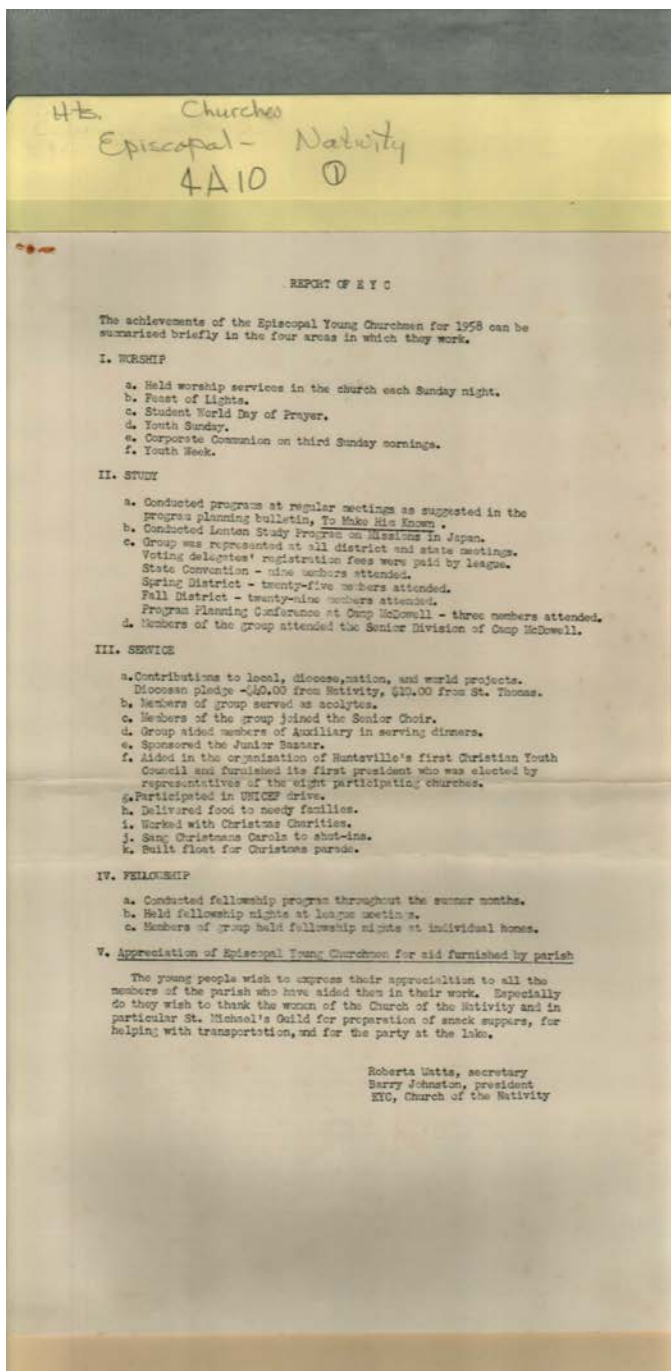 Hts. Churches
Episcopal - Nativity
4A10 ①
REPORT OF E Y C
The achievements of the Episcopal Young Churchmen for 1958 can be
summarized briefly in the four areas in which they work.
I. WORSHIP
a. Held worship services in the church each Sunday night.
b. Feast of Lights.
c. Student World Day of Prayer.
d. Youth Sunday.
e. Corporate Communion on third Sunday mornings.
f. Youth Week.
II. STUDY
a. Conducted programs at regular meetings as suggested in the
program planning bulletin, To Make Him Known .
b. Conducted Lenten Study Program on Missions in Japan.
c. Group was represented at all district and state meetings.
Voting delegates' registration fees were paid by league.
State Convention - nine members attended.
Spring District - twenty-five members attended.
Fall District - twenty-nine members attended.
Program Planning Conference at Camp McDowell - three members attended.
d. Members of the group attended the Senior Division of Camp McDowell.
III. SERVICE
a.Contributions to local, diocese,nation, and world projects.
Diocesan pledge -$40.00 from Nativity, $10.00 from St. Thomas.
b. Members of group served as acolytes.
c. Members of the group joined the Senior Choir.
d. Group aided members of Auxiliary in serving dinners.
e. Sponsored the Junior Bazaar.
f. Aided in the organization of Huntsville's first Christian Youth
Council and furnished its first president who was elected by
representatives of the eight participating churches.
g.Participated in UNICEF drive.
h. Delivered food to needy families.
i. Worked with Christmas Charities.
j. Sang Christmans Carols to shut-ins.
k. Built float for Christmas parade.
IV. FELLOWSHIP
a. Conducted fellowship program throughout the summer months.
b. Held fellowship nights at league meetings.
c. Members of group held fellowship nights at individual homes.
V. Appreciation of Episcopal Young Churchmen for aid furnished by parish
The young people wish to express their apprecialtion to all the
members of the parish who have aided them in their work. Especially
do they wish to thank the women of the Church of the Nativity and in
particular St. Michael's Guild for preparation of snack suppers, for
helping with transportation,and for the party at the lake.
Roberta Watts, secretary
Barry Johnston, president
EYC, Church of the Nativity